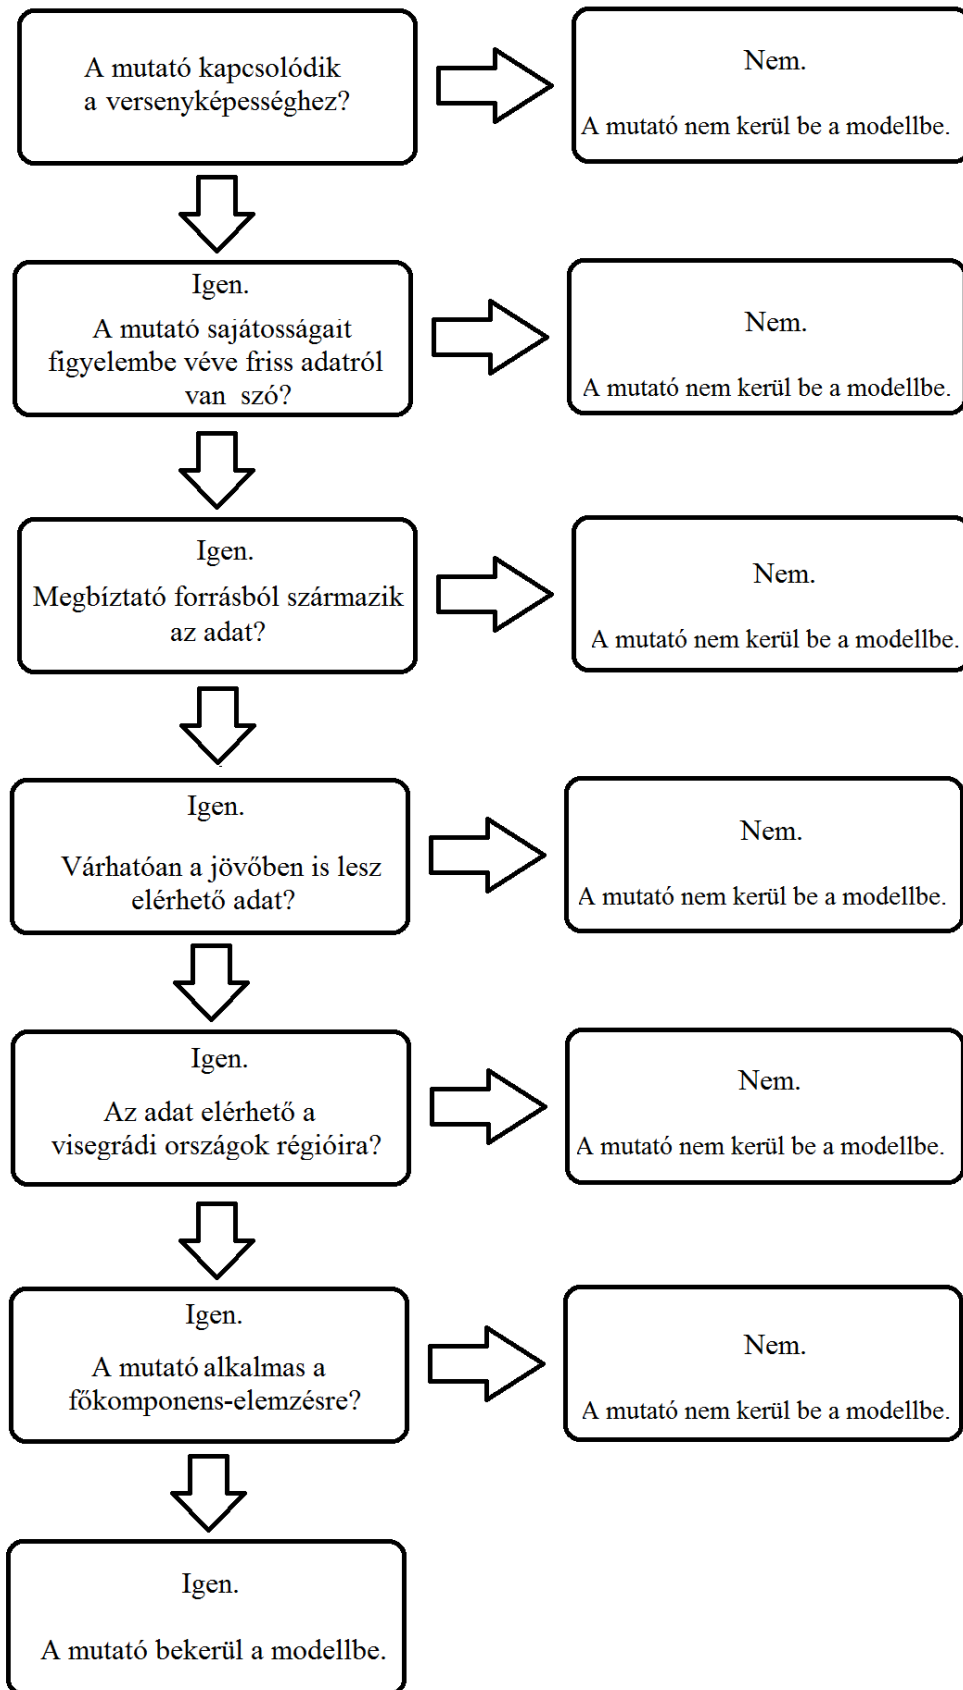 A mutató kapcsolódik
a versenyképességhez?
Nem.
A mutató nem kerül be a modellbe.
Igen.
A mutató sajátosságait
figyelembe véve friss adatról
van szó?
Nem.
A mutató nem kerül be a modellbe.
Igen.
Megbíztató forrásból származik
az adat?
Nem.
A mutató nem kerül be a modellbe.
Igen.
Várhatóan a jövőben is lesz
elérhető adat?
Nem.
A mutató nem kerül be a modellbe.
Igen.
Az adat elérhető a
visegrádi országok régióira?
Nem.
A mutató nem kerül be a modellbe.
Igen.
A mutató alkalmas a
főkomponens-elemzésre?
Nem.
A mutató nem kerül be a modellbe.
Igen.
A mutató bekerül a modellbe.